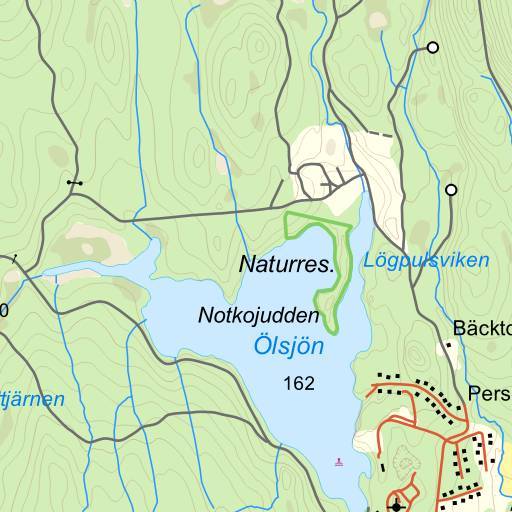 Naturres.
Lögpulsviken
Notkojudden
0
Bäckto
Ölsjön
162
Pers
tjärnen